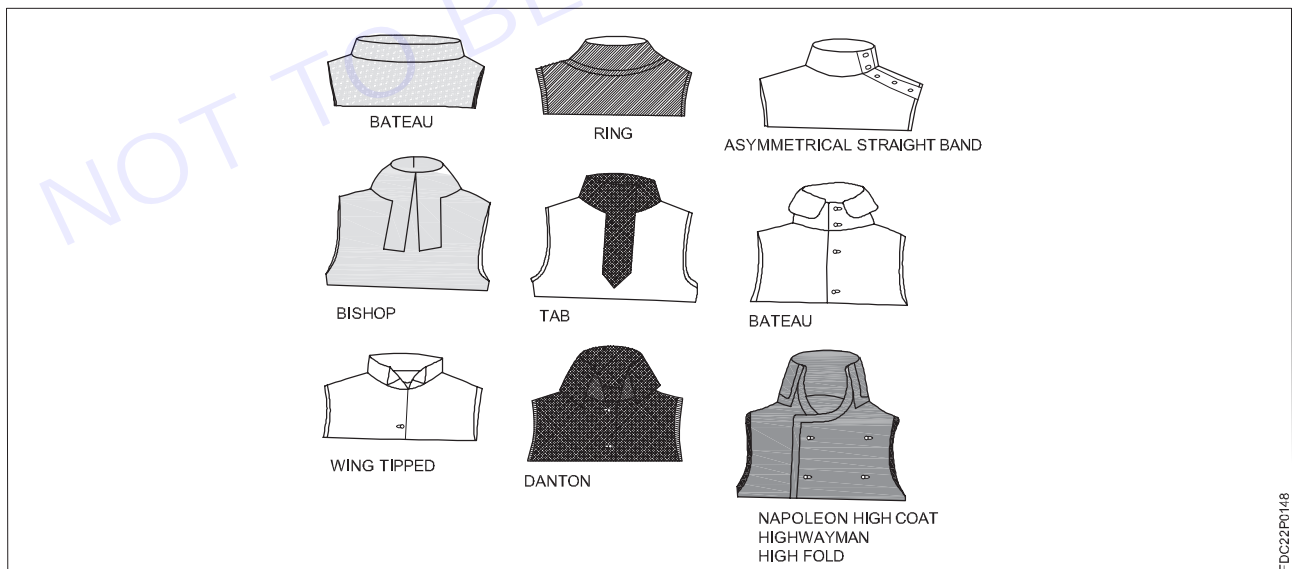 NOT TO BE
BATEAU
RING
ASYMMETRICAL STRAIGHT BAND
BISHOP
TAB
BATEAU
WING TIPPED
DANTON
NAPOLEON HIGH COAT
HIGHWAYMAN
HIGH FOLD
FDC22P0148